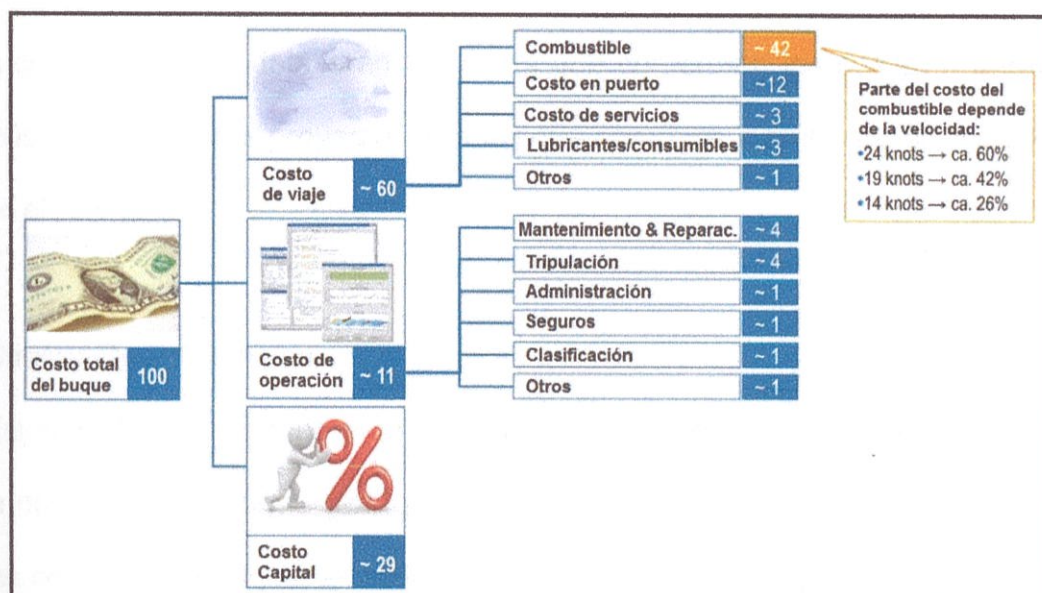 Costo total
del buque
100
Costo
de viaje
~ 60
Combustible
~ 42
Costo en puerto
~12
Costo de servicios
~ 3
Lubricantes/consumibles
~ 3
Otros
~ 1
Parte del costo del
combustible depende
de la velocidad:
•24 knots → ca. 60%
•19 knots → ca. 42%
•14 knots → ca. 26%
Costo de
operación
~ 11
Mantenimiento & Reparac.
~ 4
Tripulación
~ 4
Administración
~ 1
Seguros
~ 1
Clasificación
~ 1
Otros
~ 1
%
Costo
Capital
~ 29